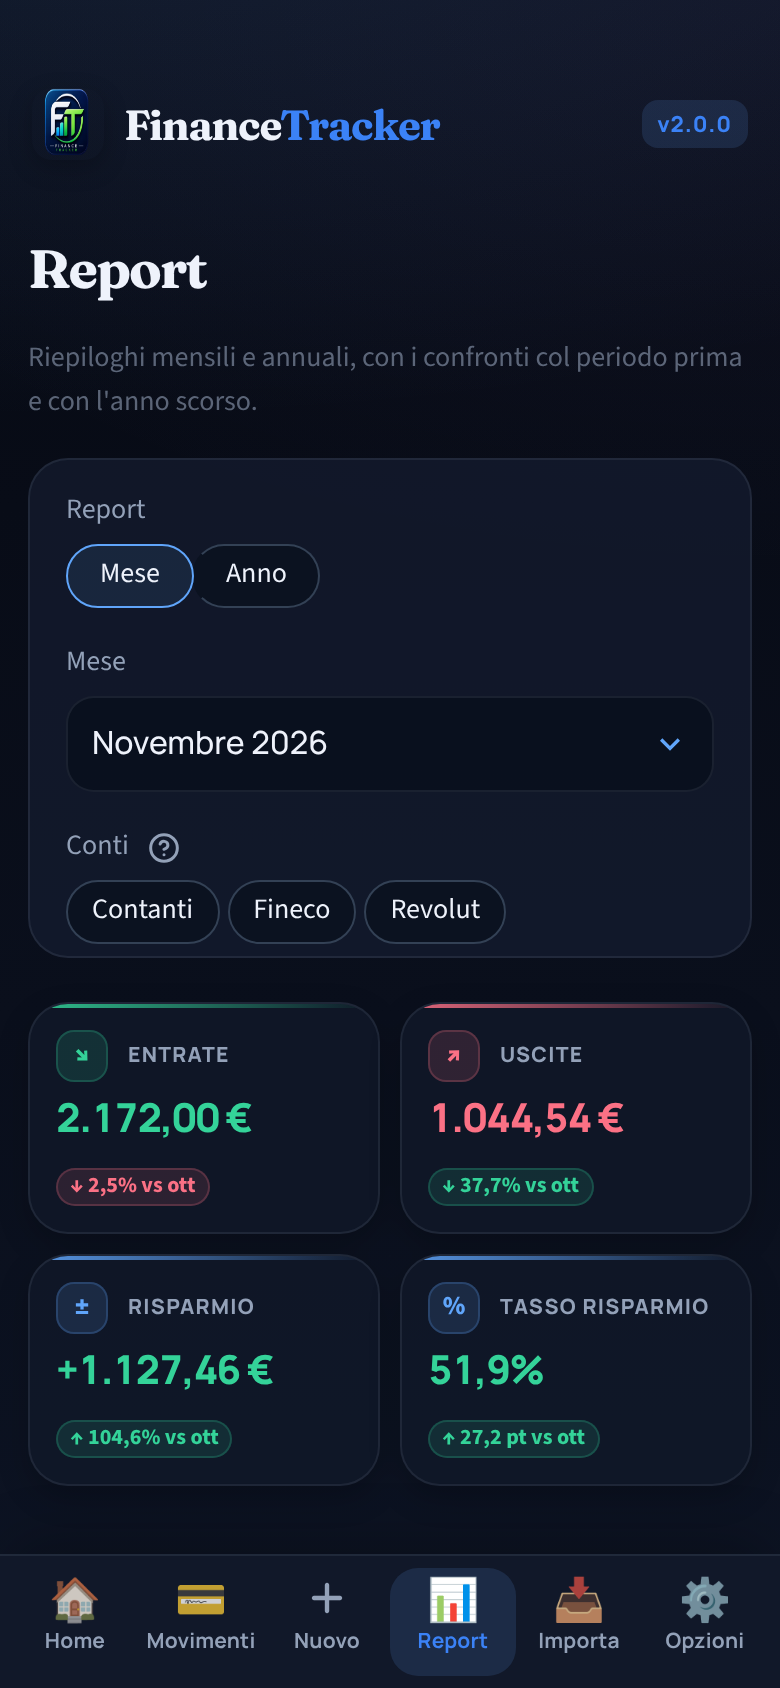 FinanceTracker
v2.0.0
Report
Riepiloghi mensili e annuali, con i confronti col periodo prima
e con l'anno scorso.
Report
Mese Anno
Mese
Novembre 2026
Conti ?
Contanti Fineco Revolut
ENTRATE
2.172,00 €
↓ 2,5% vs ott
USCITE
1.044,54 €
↓ 37,7% vs ott
± RISPARMIO
+1.127,46 €
↑ 104,6% vs ott
% TASSO RISPARMIO
51,9%
↑ 27,2 pt vs ott
Home Movimenti Nuovo Report Importa Opzioni